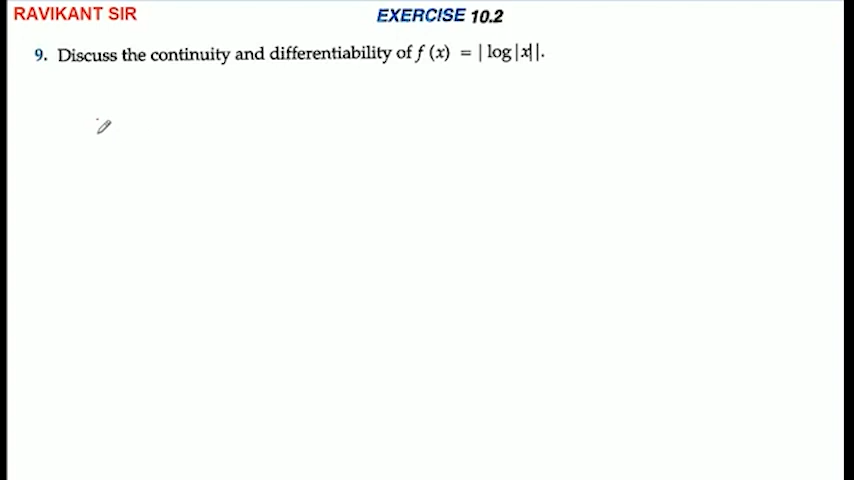 RAVIKANT SIR
EXERCISE 10.2
9. Discuss the continuity and differentiability of f (x) = | log |x||.